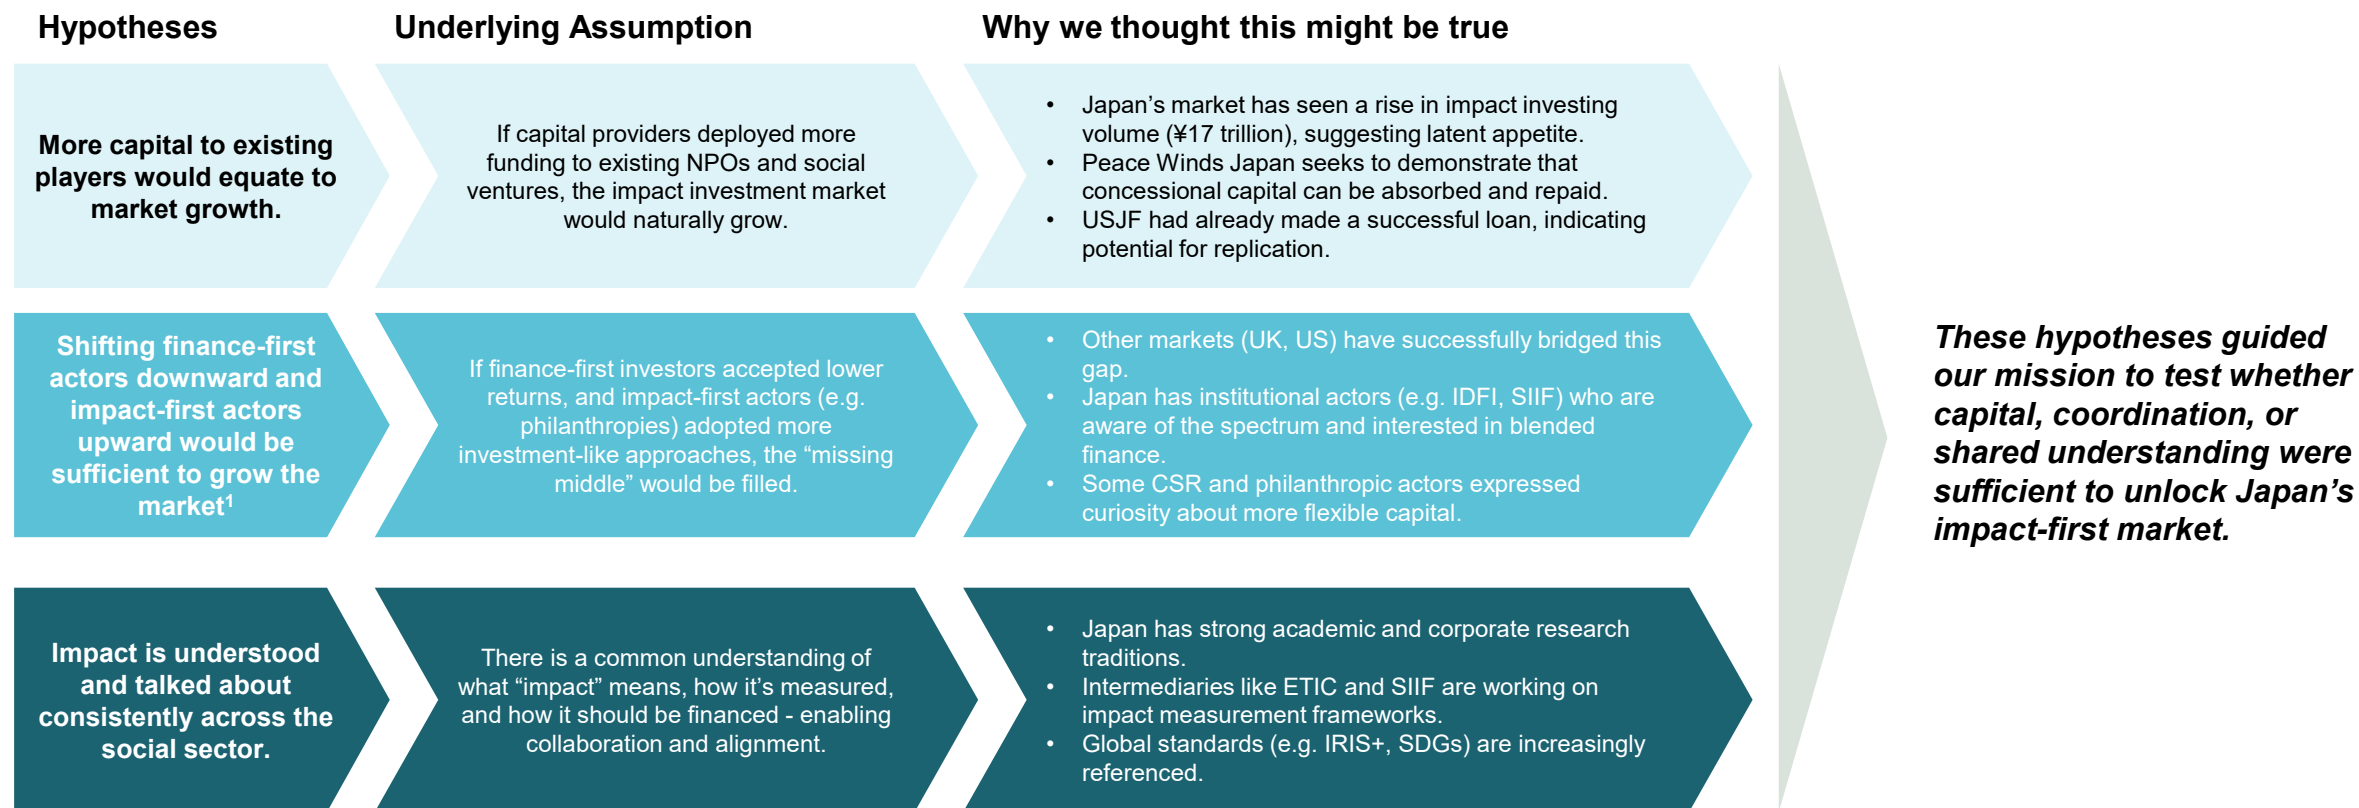 Hypotheses
Underlying Assumption
Why we thought this might be true
More capital to existing
players would equate to
market growth.
If capital providers deployed more
funding to existing NPOs and social
ventures, the impact investment market
would naturally grow.
• Japan’s market has seen a rise in impact investing
volume (¥17 trillion), suggesting latent appetite.
• Peace Winds Japan seeks to demonstrate that
concessional capital can be absorbed and repaid.
• USJF had already made a successful loan, indicating
potential for replication.
Shifting finance-first
actors downward and
impact-first actors
upward would be
sufficient to grow the
market¹
If finance-first investors accepted lower
returns, and impact-first actors (e.g.
philanthropies) adopted more
investment-like approaches, the “missing
middle” would be filled.
• Other markets (UK, US) have successfully bridged this
gap.
• Japan has institutional actors (e.g. IDFI, SIIF) who are
aware of the spectrum and interested in blended
finance.
• Some CSR and philanthropic actors expressed
curiosity about more flexible capital.
Impact is understood
and talked about
consistently across the
social sector.
There is a common understanding of
what “impact” means, how it’s measured,
and how it should be financed - enabling
collaboration and alignment.
• Japan has strong academic and corporate research
traditions.
• Intermediaries like ETIC and SIIF are working on
impact measurement frameworks.
• Global standards (e.g. IRIS+, SDGs) are increasingly
referenced.
These hypotheses guided
our mission to test whether
capital, coordination, or
shared understanding were
sufficient to unlock Japan’s
impact-first market.